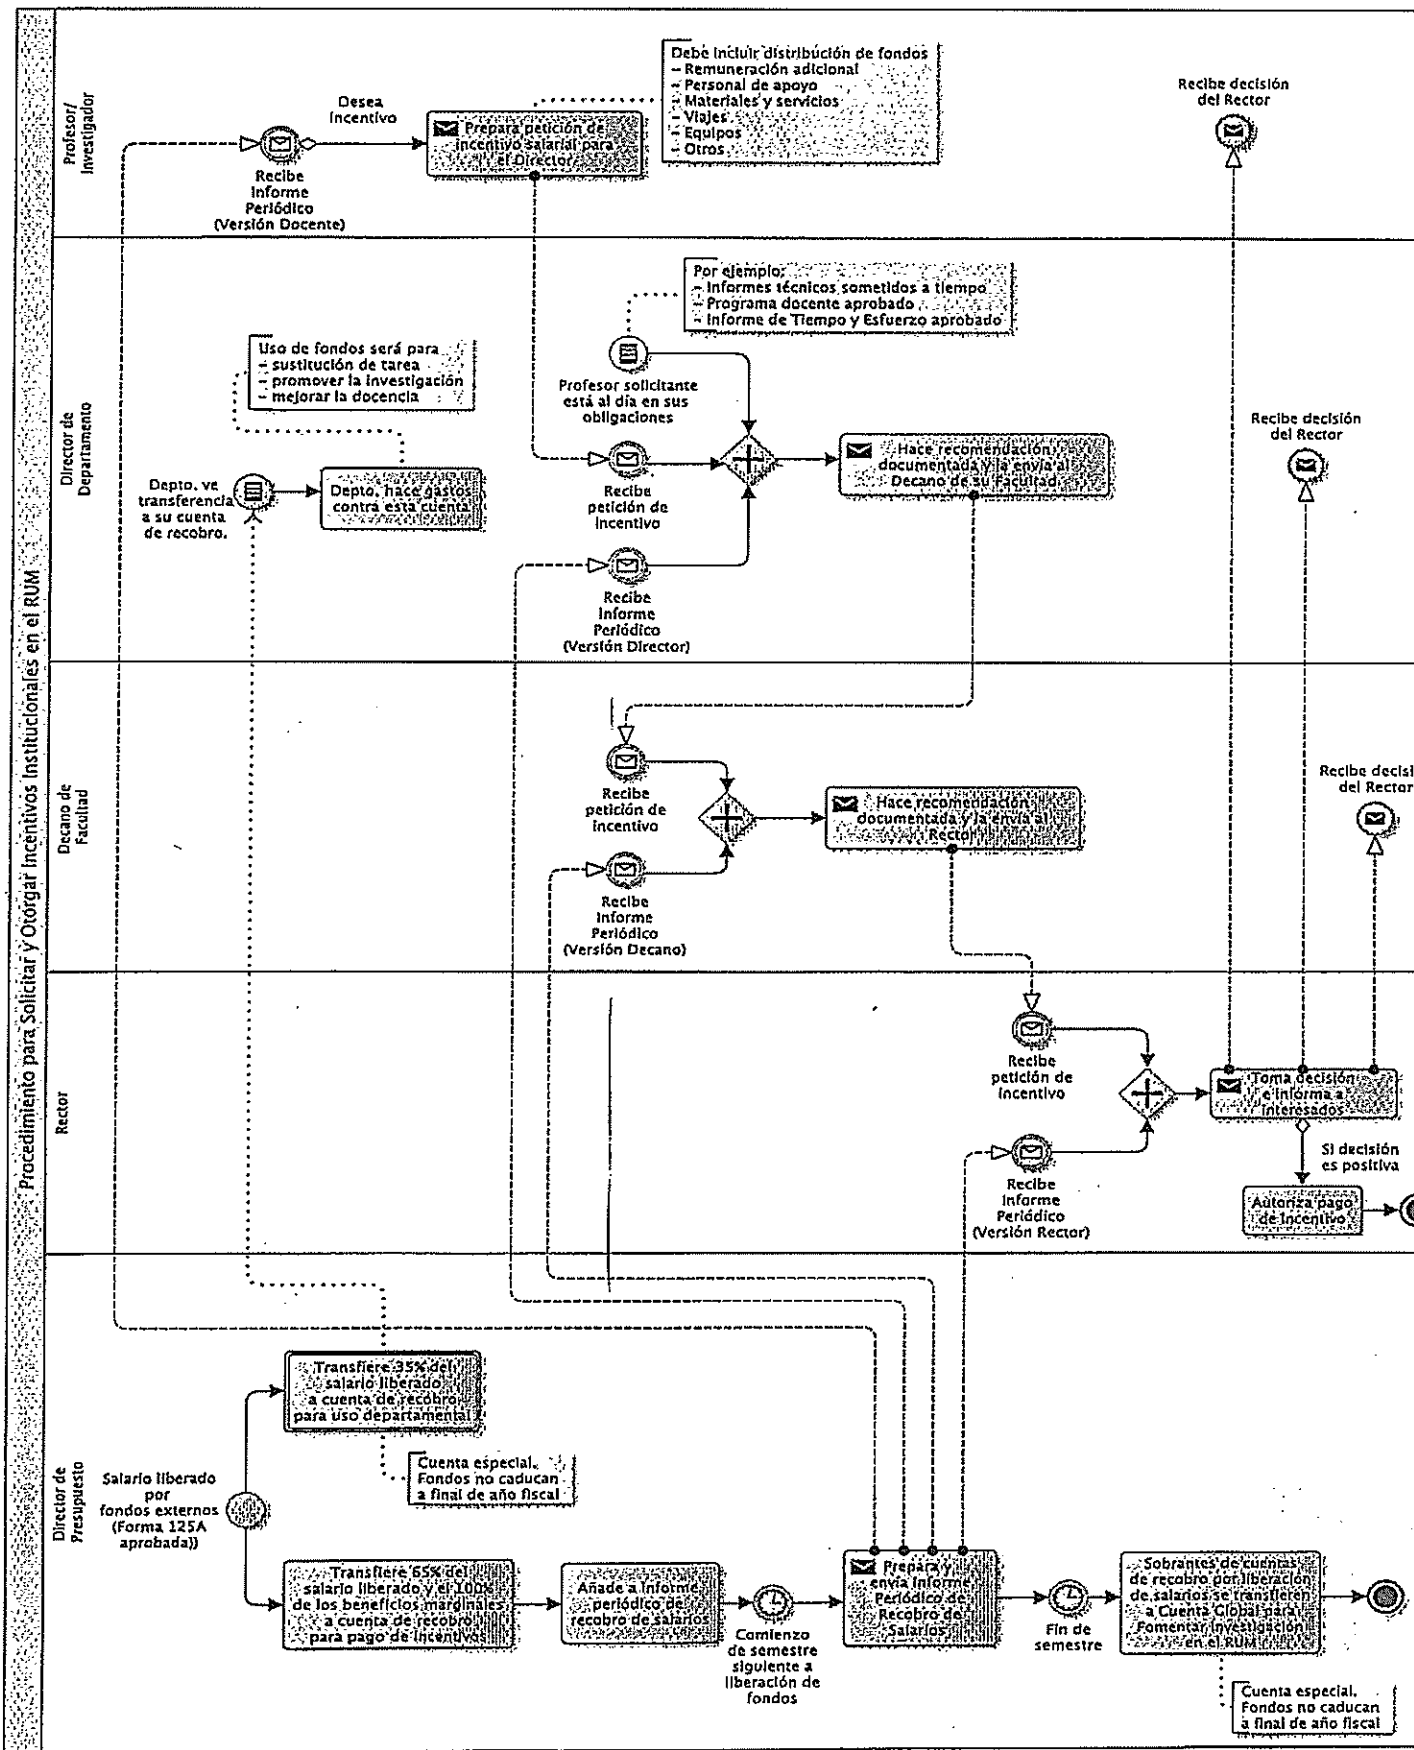 Procedimiento para Solicitar y Otorgar Incentivos Institucionales en el RUM
Profesor/
Investigador
Recibe
Informe
Periódico
(Versión Docente)
Desea
incentivo
Prepara petición de
incentivo salarial para
el Director
Debe incluir distribución de fondos
- Remuneración adicional
- Personal de apoyo
- Materiales y servicios
- Viajes
- Equipos
- Otros
Recibe decisión
del Rector
Director de
Departamento
Uso de fondos será para
- sustitución de tarea
- promover la investigación
- mejorar la docencia
Depto. ve
transferencia
a su cuenta
de recobro.
Depto. hace gastos
contra esta cuenta
Por ejemplo:
- Informes técnicos sometidos a tiempo
- Programa docente aprobado
- Informe de Tiempo y Esfuerzo aprobado
Profesor solicitante
está al día en sus
obligaciones
Recibe
petición de
incentivo
Recibe
Informe
Periódico
(Versión Director)
Hace recomendación
documentada y la envía al
Decano de su Facultad
Recibe decisión
del Rector
Decano de
Facultad
Recibe
petición de
incentivo
Recibe
Informe
Periódico
(Versión Decano)
Hace recomendación
documentada y la envía al
Rector
Recibe decisi
del Rector
Rector
Recibe
petición de
incentivo
Recibe
Informe
Periódico
(Versión Rector)
Toma decisión
e informa a
interesados
Si decisión
es positiva
Autoriza pago
de incentivo
Director de
Presupuesto
Salario liberado
por
fondos externos
(Forma 125A
aprobada))
Transfiere 35% del
salario liberado
a cuenta de recobro
para uso departamental
Cuenta especial.
Fondos no caducan
a final de año fiscal
Transfiere 65% del
salario liberado y el 100%
de los beneficios marginales
a cuenta de recobro
para pago de incentivos
Añade a informe
periódico de
recobro de salarios
Comienzo
de semestre
siguiente a
liberación de
fondos
Prepara y
envía Informe
Periódico de
Recobro de
Salarios
Fin de
semestre
Sobrantes de cuentas
de recobro por liberación
de salarios se transfieren
a Cuenta Global para
Fomentar Investigación
en el RUM
Cuenta especial.
Fondos no caducan
a final de año fiscal